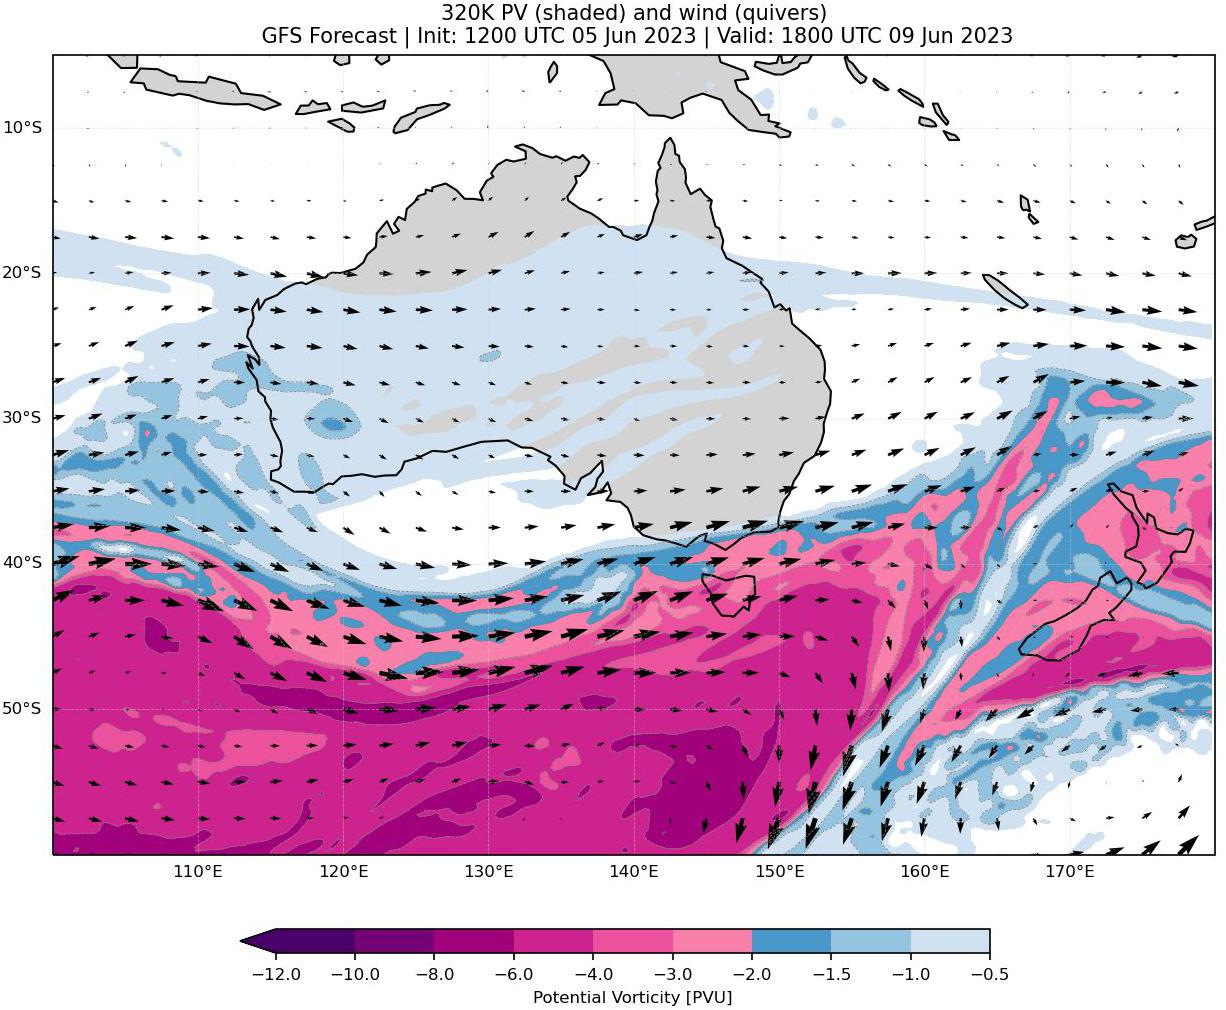 320K PV (shaded) and wind (quivers)
GFS Forecast | Init: 1200 UTC 05 Jun 2023 | Valid: 1800 UTC 09 Jun 2023
10°S
20°S
30°S
40°S
50°S
110°E 120°E 130°E 140°E 150°E 160°E 170°E
−12.0 −10.0 −8.0 −6.0 −4.0 −3.0 −2.0 −1.5 −1.0 −0.5
Potential Vorticity [PVU]